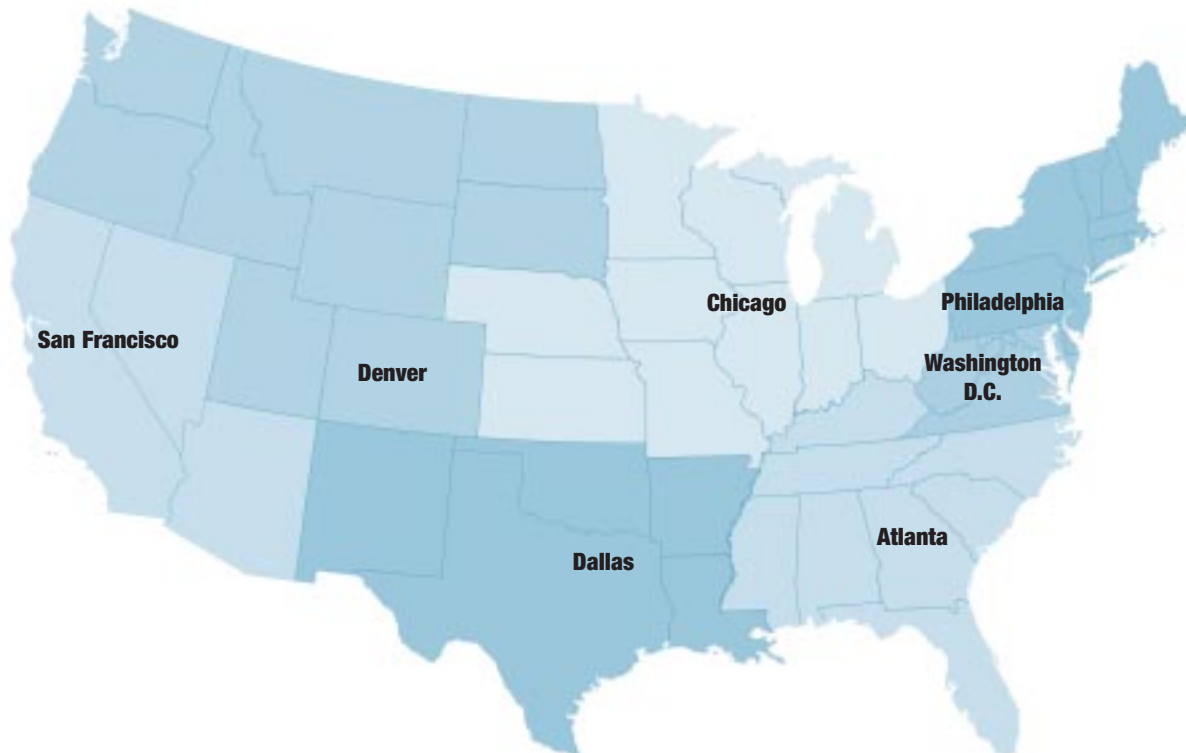 Chicago
Philadelphia
San Francisco
Denver
Washington
D.C.
Atlanta
Dallas